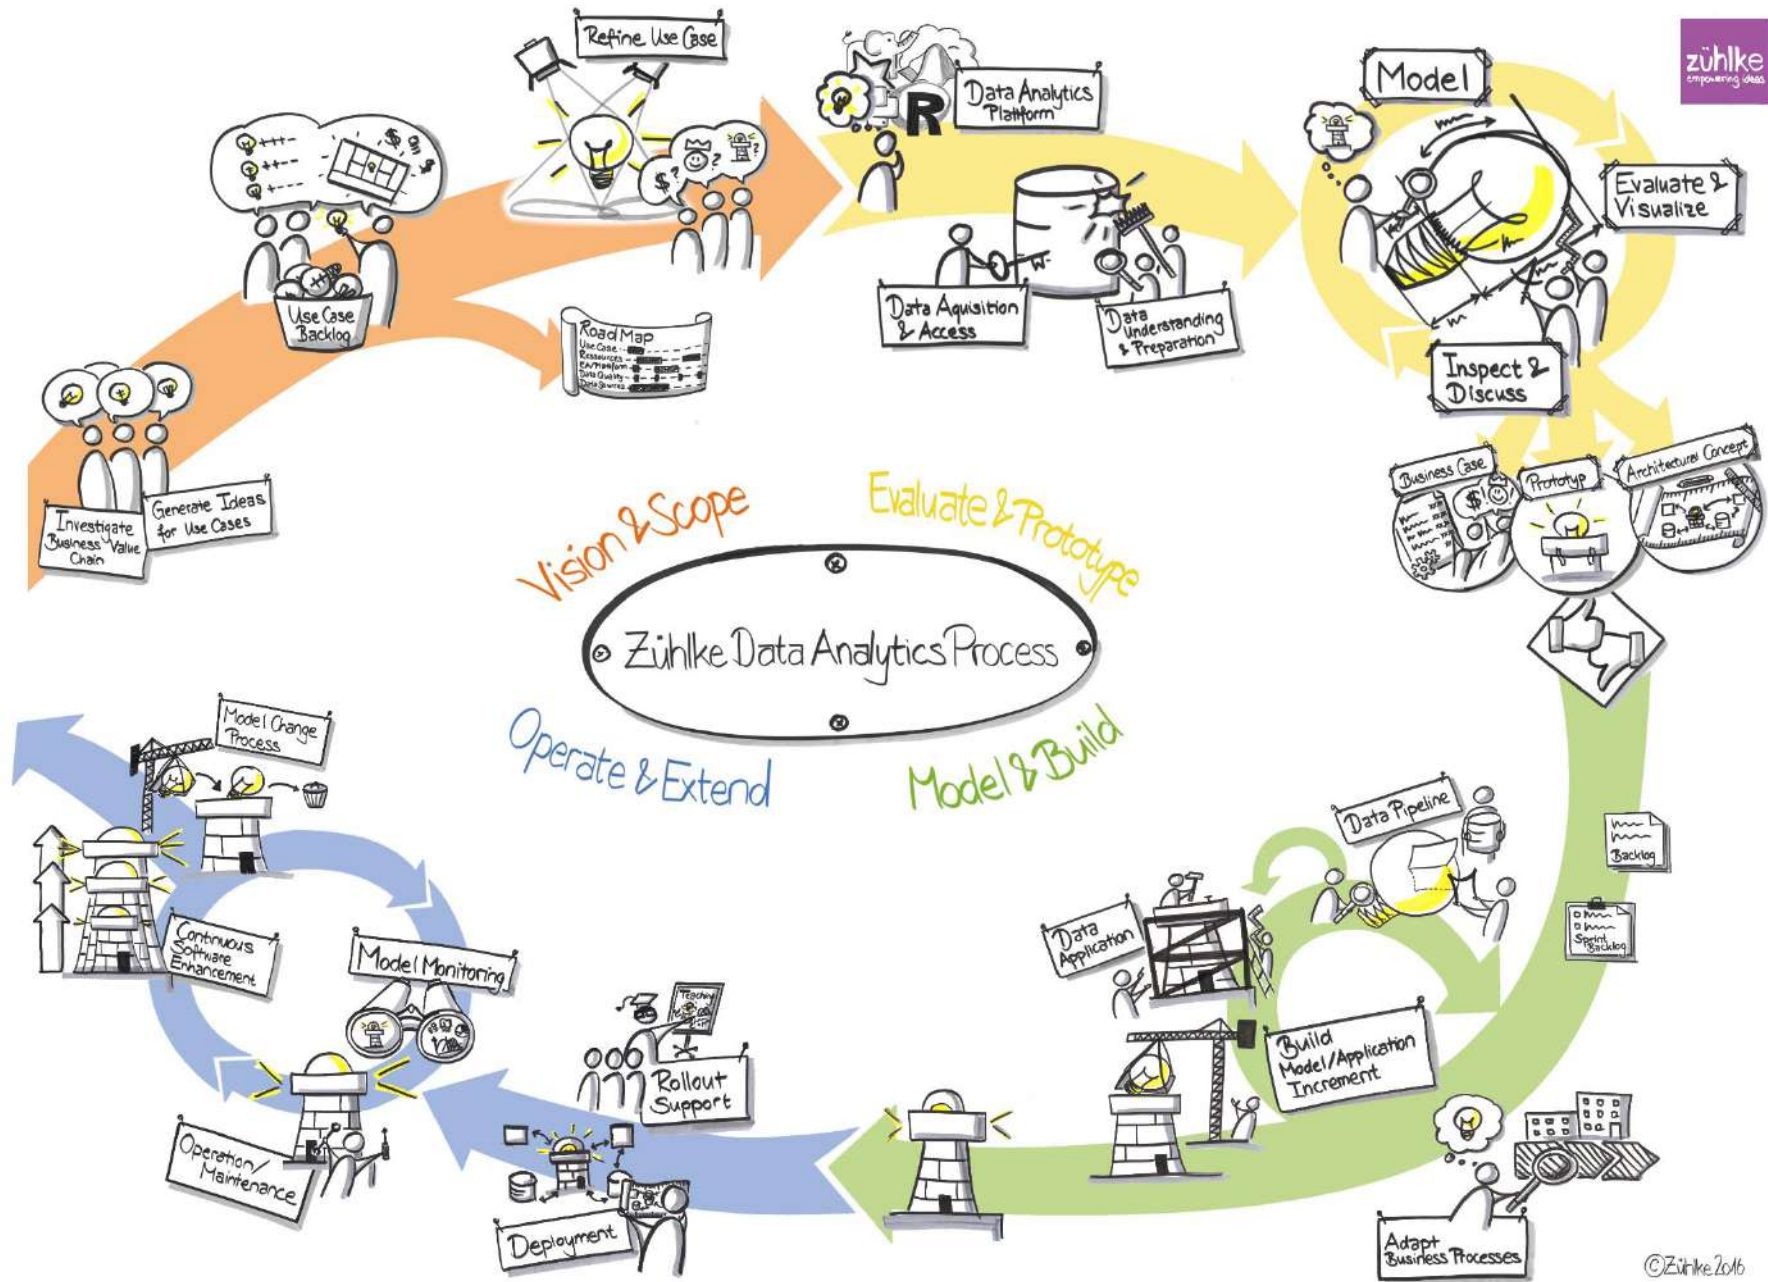 zühlke
empowering ideas
Refine Use Case
Use Case
Backlog
Road Map
Use Case
Ressources
Data Quality
Data Source
Investigate
Business Value
Chain
Generate Ideas
for Use Cases
R
Data Analytics
Plattform
Data Aquisition
& Access
Data
Understanding
& Preparation
Model
Evaluate &
Visualize
Inspect &
Discuss
Business Case
Prototyp
Architectural Concept
Vision & Scope
Evaluate & Prototype
Zühlke Data Analytics Process
Operate & Extend
Model & Build
Backlog
Sprint
Backlog
Data Pipeline
Data
Application
Build
Model/Application
Increment
Adapt
Business Processes
Teaching
Rollout
Support
Deployment
Operation/
Maintenance
Model Monitoring
Continuous
Software
Enhancement
Model Change
Process
©Zühlke 2016